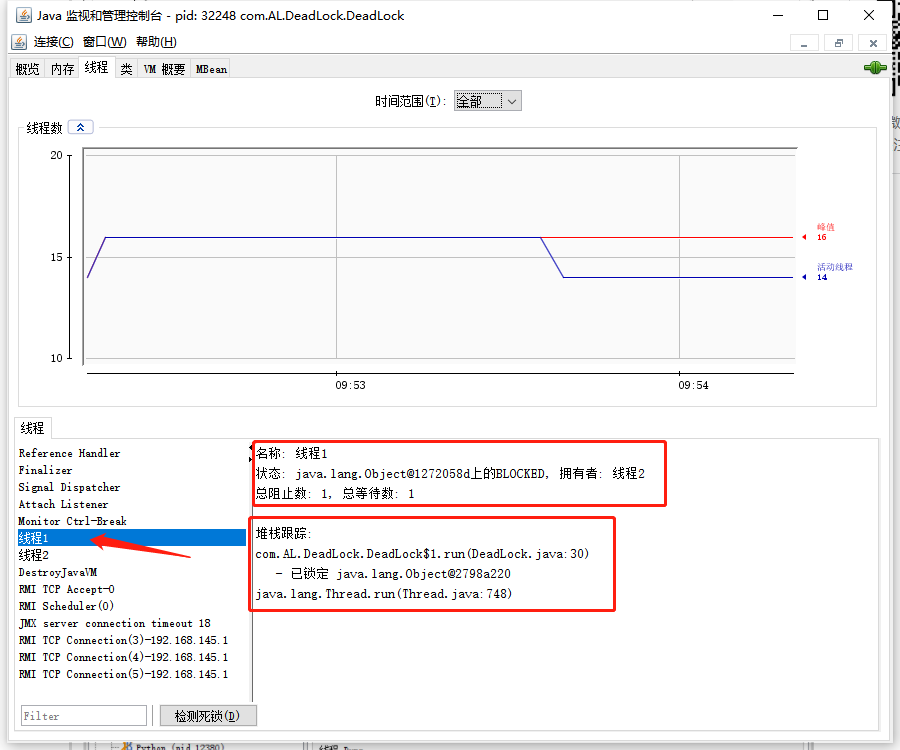 Java 监视和管理控制台 - pid: 32248 com.AL.DeadLock.DeadLock
连接(C) 窗口(W) 帮助(H)
概览 内存 线程 类 VM 概要 MBean
时间范围(T): 全部
线程数
20
15
10
峰值
16
活动线程
14
09:53 09:54
线程
Reference Handler
Finalizer
Signal Dispatcher
Attach Listener
Monitor Ctrl-Break
线程1
线程2
DestroyJavaVM
RMI TCP Accept-0
RMI Scheduler(0)
JMX server connection timeout 18
RMI TCP Connection(3)-192.168.145.1
RMI TCP Connection(4)-192.168.145.1
RMI TCP Connection(5)-192.168.145.1
名称: 线程1
状态: java.lang.Object@1272058d上的BLOCKED, 拥有者: 线程2
总阻止数: 1, 总等待数: 1
堆栈跟踪:
com.AL.DeadLock.DeadLock$1.run(DeadLock.java:30)
- 已锁定 java.lang.Object@2798a220
java.lang.Thread.run(Thread.java:748)
Filter
检测死锁(D)
Python (pid 12380)